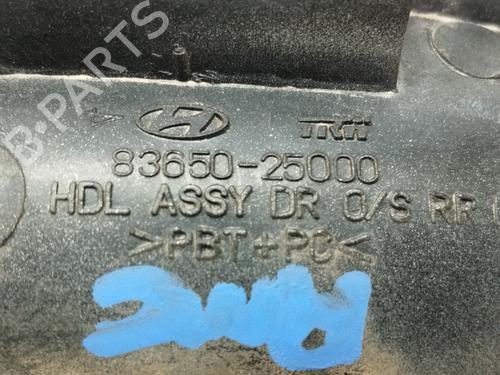 B-PARTS
TRW
83650-25000
HDL ASSY DR O/S RR
>PBT+PC<